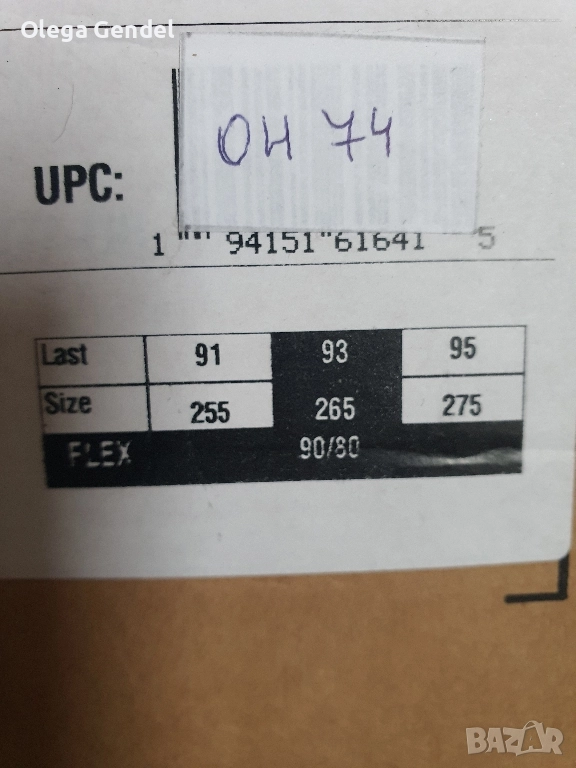 Olega Gendel
OH 74
UPC:
1 94151 61641 5
Last 91 93 95
Size 255 265 275
FLEX 90/80
BAZAR